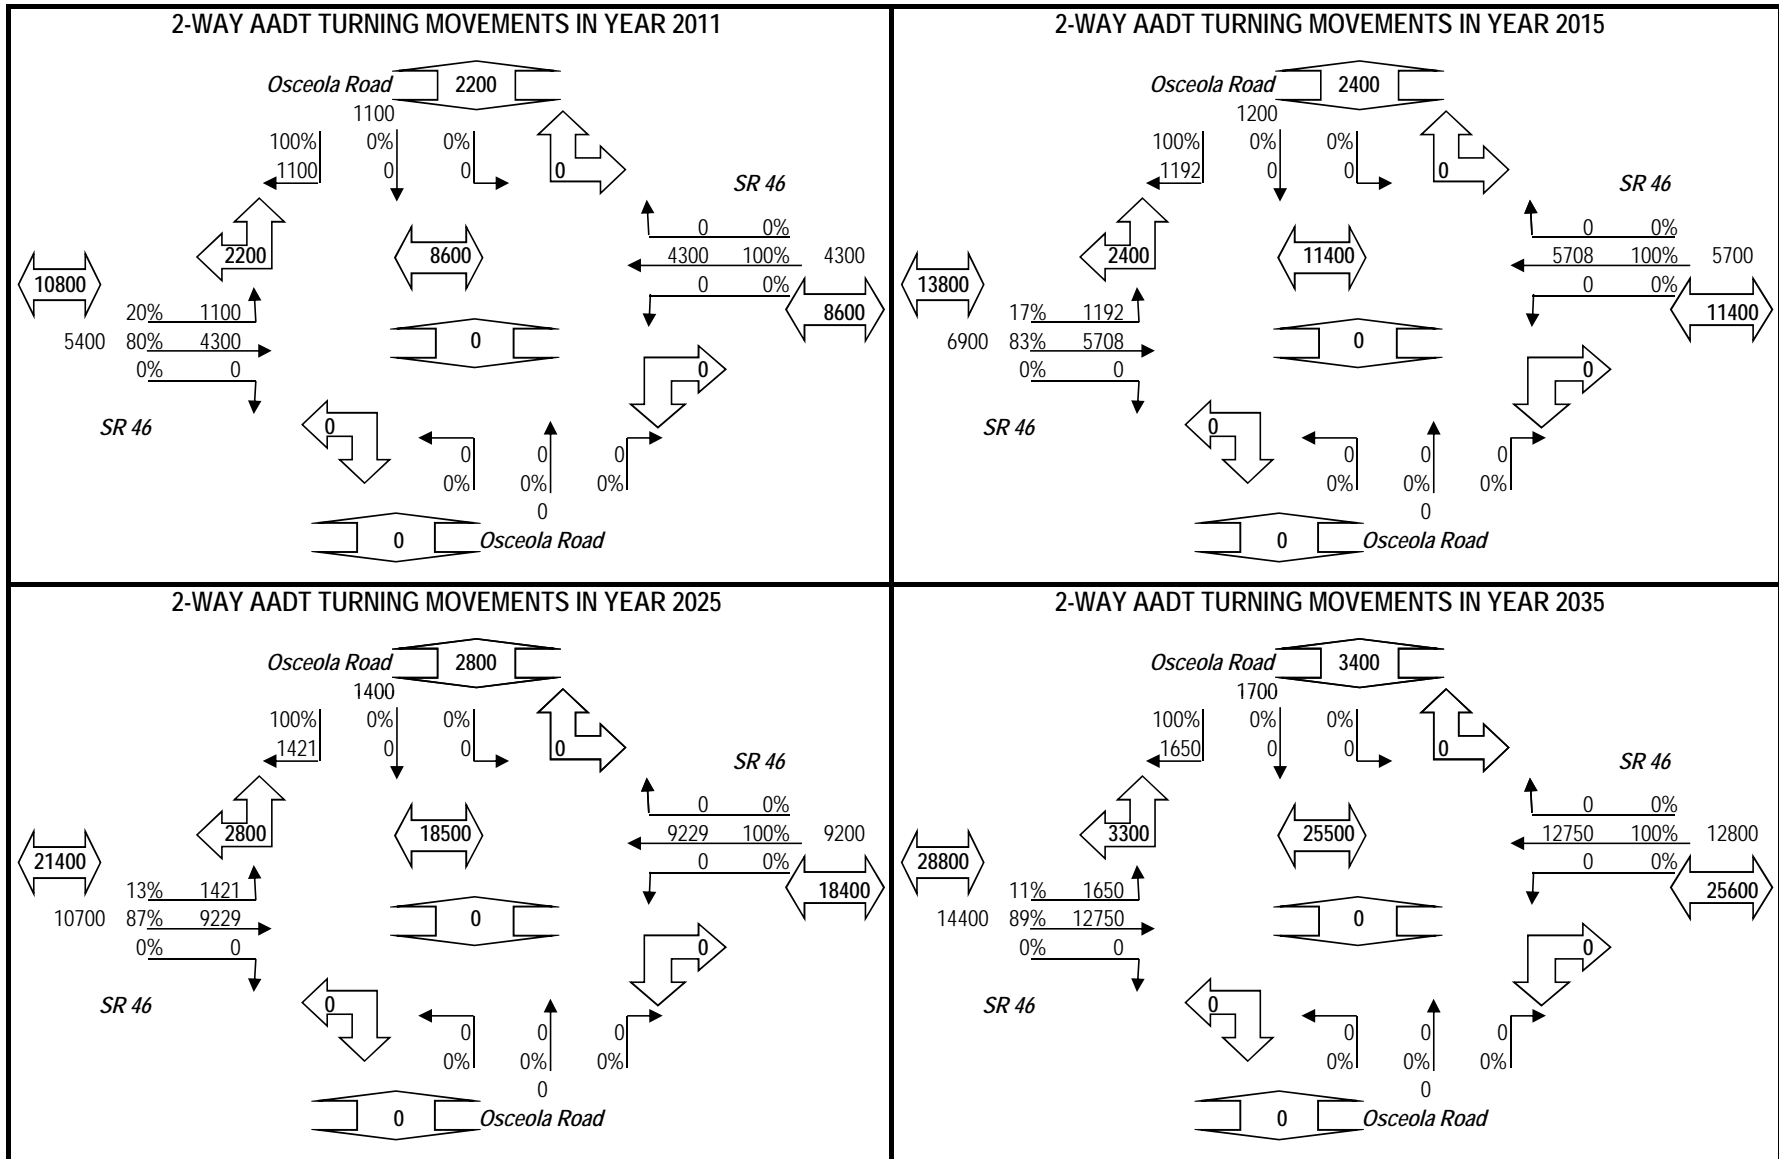 2-WAY AADT TURNING MOVEMENTS IN YEAR 2011
Osceola Road 2200
1100
100% 0% 0%
1100 0 0 0
SR 46
0 0%
2200 8600 4300 100% 4300
10800 0 0%
20% 1100 8600
5400 80% 4300 0
0% 0 0
SR 46 0
0 0 0
0% 0% 0%
0
0 Osceola Road
2-WAY AADT TURNING MOVEMENTS IN YEAR 2015
Osceola Road 2400
1200
100% 0% 0%
1192 0 0 0
SR 46
0 0%
2400 11400 5708 100% 5700
13800 0 0%
17% 1192 11400
6900 83% 5708 0
0% 0 0
SR 46 0
0 0 0
0% 0% 0%
0
0 Osceola Road
2-WAY AADT TURNING MOVEMENTS IN YEAR 2025
Osceola Road 2800
1400
100% 0% 0%
1421 0 0 0
SR 46
0 0%
2800 18500 9229 100% 9200
21400 0 0%
13% 1421 18400
10700 87% 9229 0
0% 0 0
SR 46 0
0 0 0
0% 0% 0%
0
0 Osceola Road
2-WAY AADT TURNING MOVEMENTS IN YEAR 2035
Osceola Road 3400
1700
100% 0% 0%
1650 0 0 0
SR 46
0 0%
3300 25500 12750 100% 12800
28800 0 0%
11% 1650 25600
14400 89% 12750 0
0% 0 0
SR 46 0
0 0 0
0% 0% 0%
0
0 Osceola Road